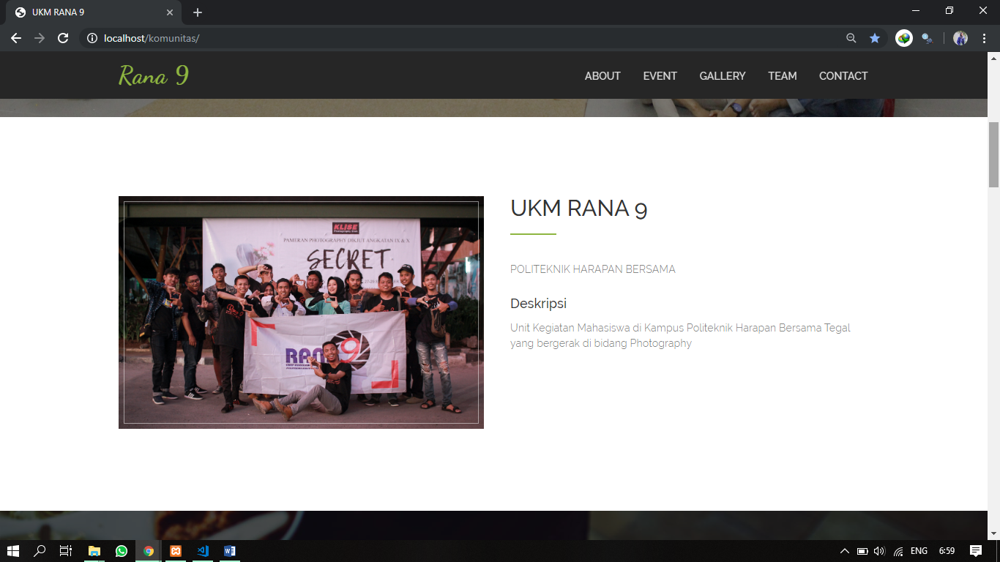 UKM RANA 9
localhost/komunitas/
Rana 9
ABOUT EVENT GALLERY TEAM CONTACT
KLISE
PAMERAN PHOTOGRAPHY DIKJUT ANGKATAN IX & X
SECRET
RANA 9
UKM RANA 9
POLITEKNIK HARAPAN BERSAMA
Deskripsi
Unit Kegiatan Mahasiswa di Kampus Politeknik Harapan Bersama Tegal
yang bergerak di bidang Photography
ENG 6:59